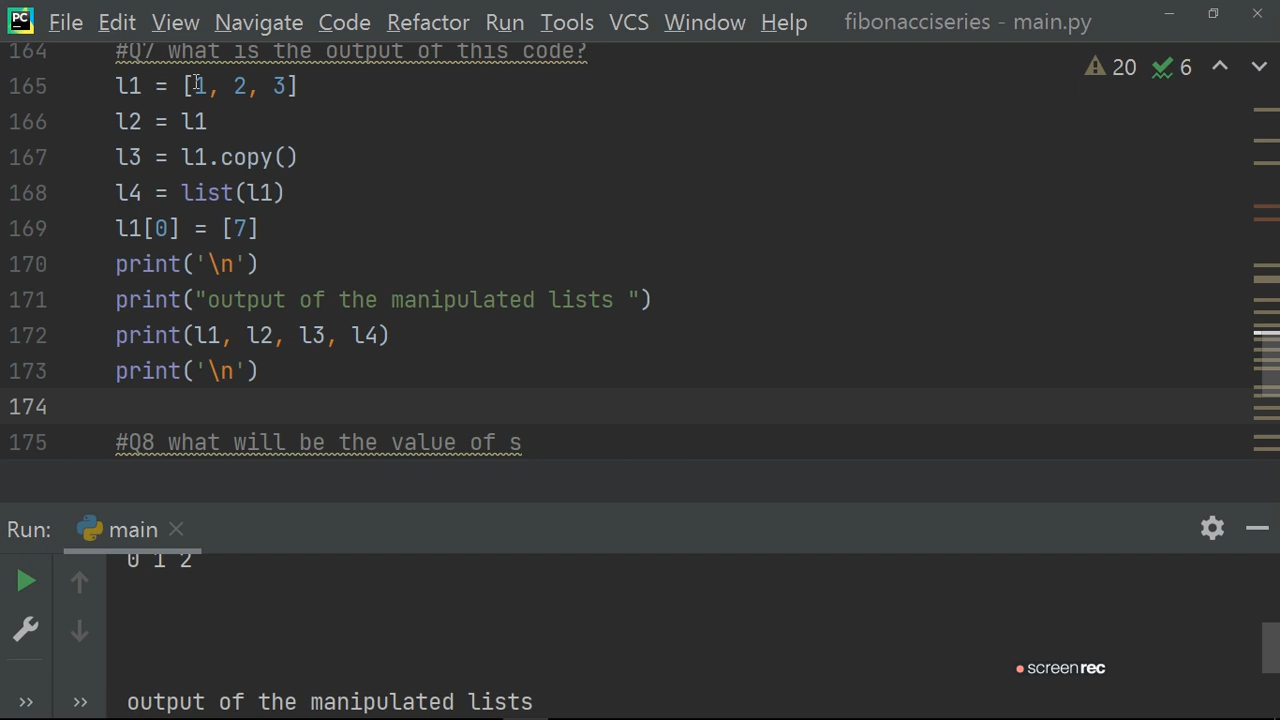 PC File Edit View Navigate Code Refactor Run Tools VCS Window Help fibonacciseries - main.py
164 #Q7 what is the output of this code?
20 6
165 l1 = [1, 2, 3]
166 l2 = l1
167 l3 = l1.copy()
168 l4 = list(l1)
169 l1[0] = [7]
170 print('\n')
171 print("output of the manipulated lists ")
172 print(l1, l2, l3, l4)
173 print('\n')
174
175 #Q8 what will be the value of s
Run: main
0 1 2
screenrec
output of the manipulated lists